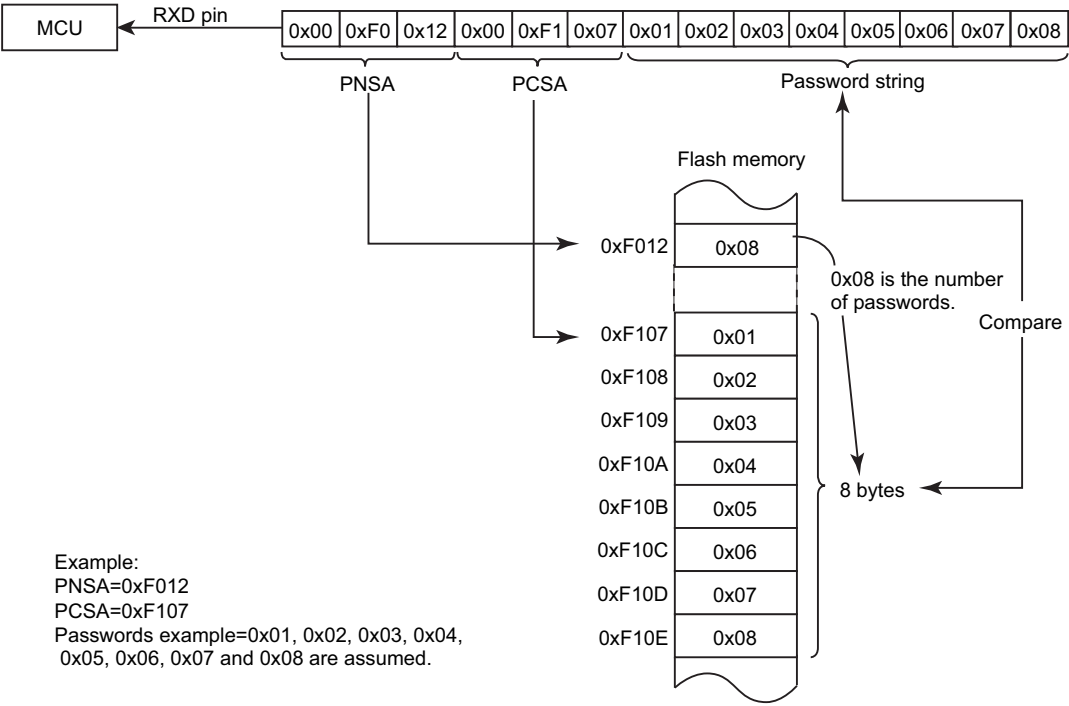 MCU
RXD pin
0x00 0xF0 0x12 0x00 0xF1 0x07 0x01 0x02 0x03 0x04 0x05 0x06 0x07 0x08
PNSA PCSA Password string
Flash memory
0xF012 0x08
0x08 is the number
of passwords.
Compare
0xF107 0x01
0xF108 0x02
0xF109 0x03
0xF10A 0x04
0xF10B 0x05
8 bytes
0xF10C 0x06
0xF10D 0x07
0xF10E 0x08
Example:
PNSA=0xF012
PCSA=0xF107
Passwords example=0x01, 0x02, 0x03, 0x04,
0x05, 0x06, 0x07 and 0x08 are assumed.